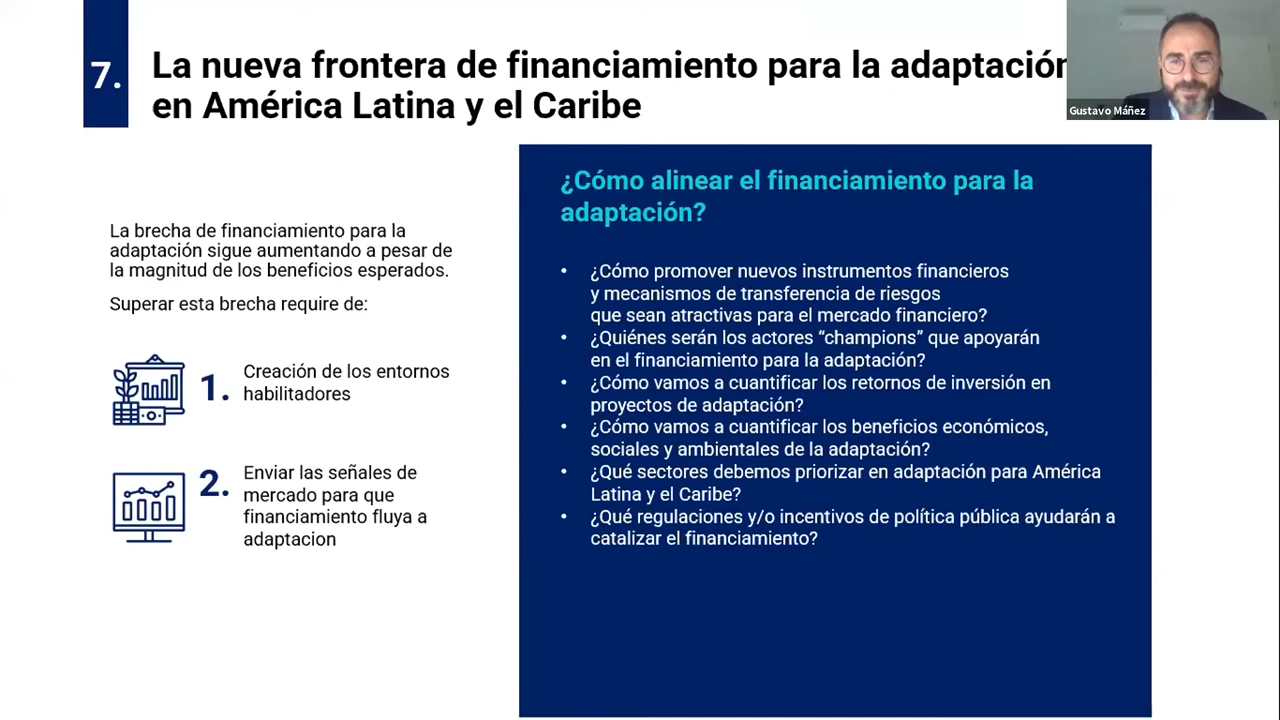 7.
La nueva frontera de financiamiento para la adaptación
en América Latina y el Caribe
Gustavo Máñez
La brecha de financiamiento para la
adaptación sigue aumentando a pesar de
la magnitud de los beneficios esperados.
Superar esta brecha require de:
1.
Creación de los entornos
habilitadores
2.
Enviar las señales de
mercado para que
financiamiento fluya a
adaptacion
¿Cómo alinear el financiamiento para la
adaptación?
• ¿Cómo promover nuevos instrumentos financieros
y mecanismos de transferencia de riesgos
que sean atractivas para el mercado financiero?
• ¿Quiénes serán los actores “champions” que apoyarán
en el financiamiento para la adaptación?
• ¿Cómo vamos a cuantificar los retornos de inversión en
proyectos de adaptación?
• ¿Cómo vamos a cuantificar los beneficios económicos,
sociales y ambientales de la adaptación?
• ¿Qué sectores debemos priorizar en adaptación para América
Latina y el Caribe?
• ¿Qué regulaciones y/o incentivos de política pública ayudarán a
catalizar el financiamiento?